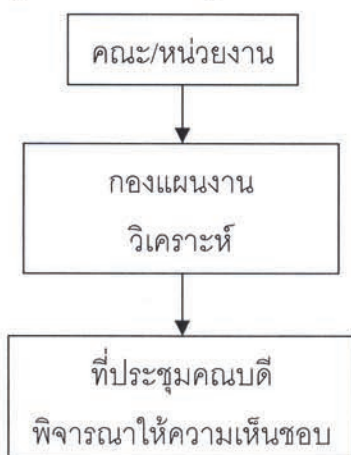 คณะ/หน่วยงาน
กองแผนงาน
วิเคราะห์
ที่ประชุมคณบดี
พิจารณาให้ความเห็นชอบ